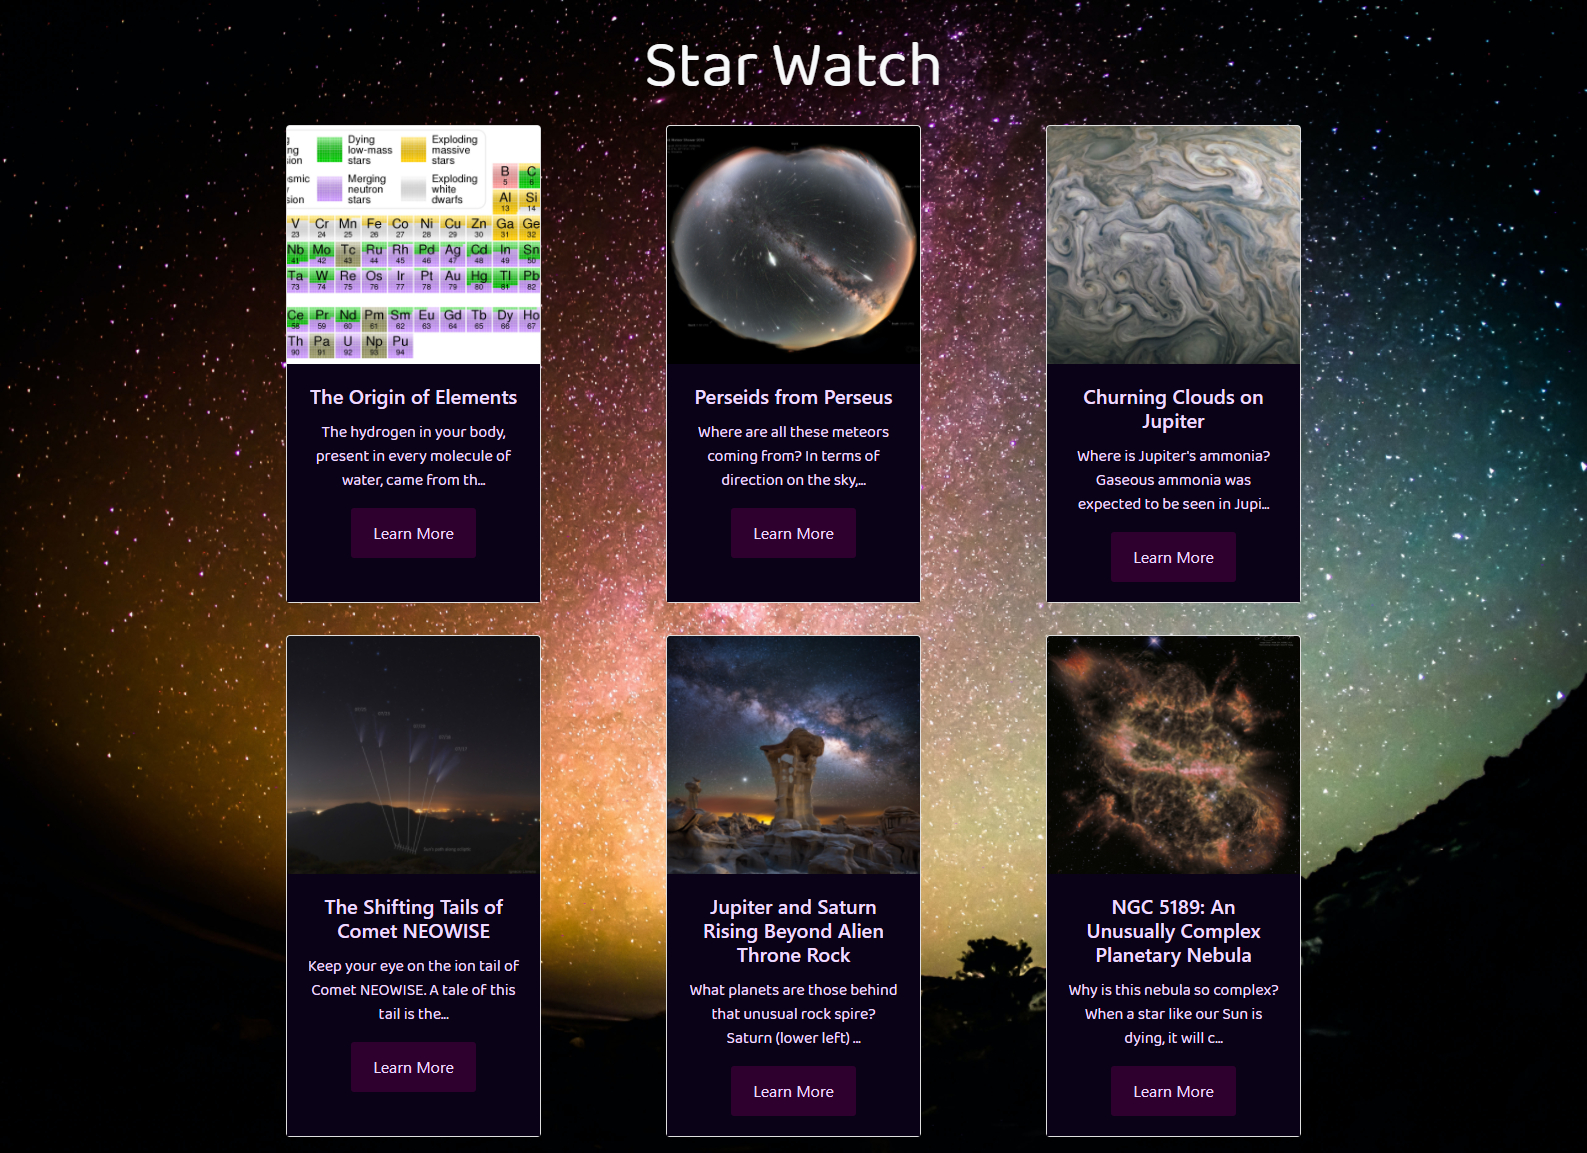 Star Watch
Dying
low-mass
stars
Exploding
massive
stars
Merging
neutron
stars
Exploding
white
dwarfs
B C
5 6
Al Si
13 14
V Cr Mn Fe Co Ni Cu Zn Ga Ge
23 24 25 26 27 28 29 30 31 32
Nb Mo Tc Ru Rh Pd Ag Cd In Sn
41 42 43 44 45 46 47 48 49 50
Ta W Re Os Ir Pt Au Hg Tl Pb
73 74 75 76 77 78 79 80 81 82
Ce Pr Nd Pm Sm Eu Gd Tb Dy Ho
58 59 60 61 62 63 64 65 66 67
Th Pa U Np Pu
90 91 92 93 94
The Origin of Elements
The hydrogen in your body,
present in every molecule of
water, came from th...
Learn More
Perseids from Perseus
Where are all these meteors
coming from? In terms of
direction on the sky,...
Learn More
Churning Clouds on
Jupiter
Where is Jupiter's ammonia?
Gaseous ammonia was
expected to be seen in Jupi...
Learn More
The Shifting Tails of
Comet NEOWISE
Keep your eye on the ion tail of
Comet NEOWISE. A tale of this
tail is the...
Learn More
Jupiter and Saturn
Rising Beyond Alien
Throne Rock
What planets are those behind
that unusual rock spire?
Saturn (lower left) ...
Learn More
NGC 5189: An
Unusually Complex
Planetary Nebula
Why is this nebula so complex?
When a star like our Sun is
dying, it will c...
Learn More